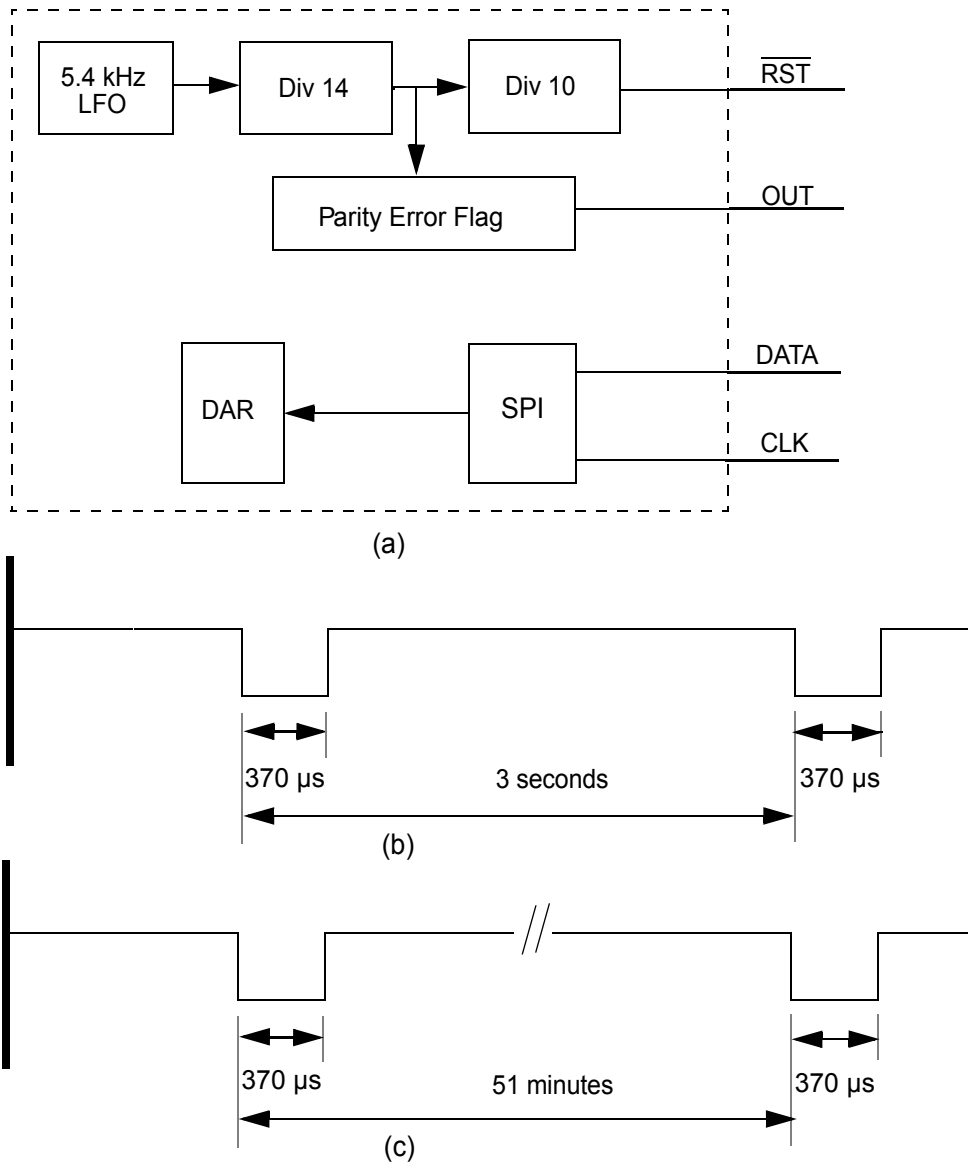 5.4 kHz
LFO
Div 14
Div 10
RST
Parity Error Flag
OUT
DAR
SPI
DATA
CLK
(a)
370 µs
3 seconds
370 µs
(b)
370 µs
51 minutes
370 µs
(c)